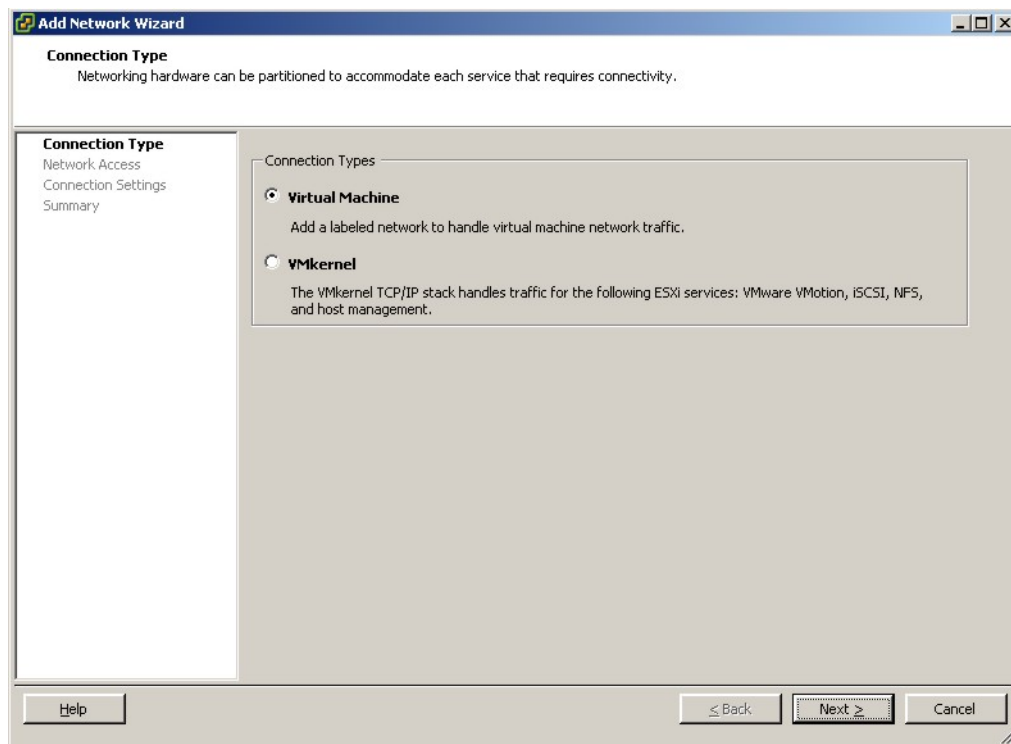 Add Network Wizard
Connection Type
Networking hardware can be partitioned to accommodate each service that requires connectivity.
Connection Type
Network Access
Connection Settings
Summary
Connection Types
Virtual Machine
Add a labeled network to handle virtual machine network traffic.
VMkernel
The VMkernel TCP/IP stack handles traffic for the following ESXi services: VMware VMotion, iSCSI, NFS,
and host management.
Help
≤ Back
Next ≥
Cancel